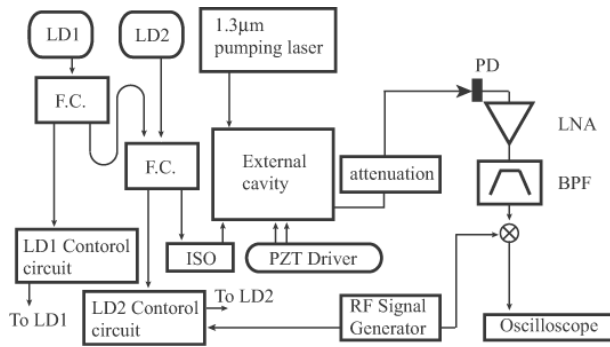 LD1
LD2
1.3μm
pumping laser
F.C.
F.C.
External
cavity
attenuation
PD
LNA
BPF
LD1 Contorol
circuit
ISO
PZT Driver
To LD1
LD2 Contorol
circuit
To LD2
RF Signal
Generator
Oscilloscope